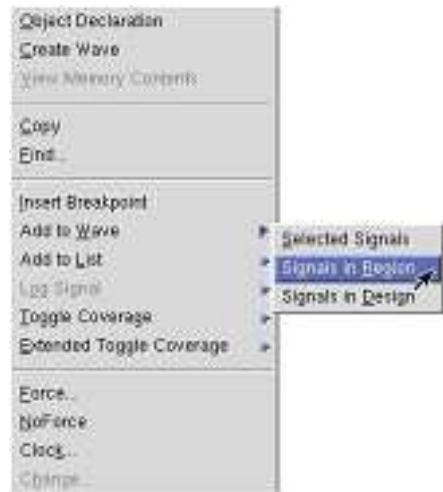 Object Declaration
Create Wave
View Memory Contents
Copy
Find...
Insert Breakpoint
Add to Wave
Add to List
Log Signal
Toggle Coverage
Extended Toggle Coverage
Force...
NoForce
Clock...
Change...
Selected Signals
Signals in Region
Signals in Design